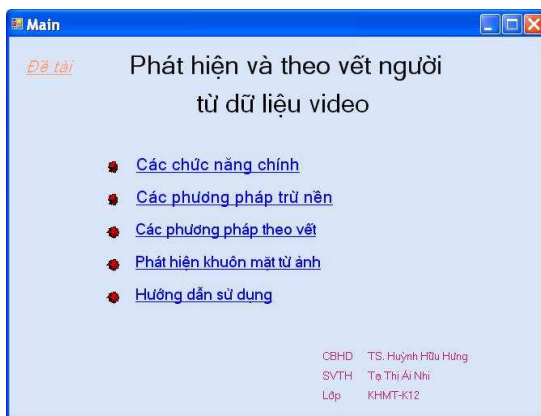 Main
Đề tài
Phát hiện và theo vết người
từ dữ liệu video
Các chức năng chính
Các phương pháp trừ nền
Các phương pháp theo vết
Phát hiện khuôn mặt từ ảnh
Hướng dẫn sử dụng
CBHD TS. Huỳnh Hữu Hưng
SVTH Tạ Thị Ái Nhi
Lớp KHMT-K12